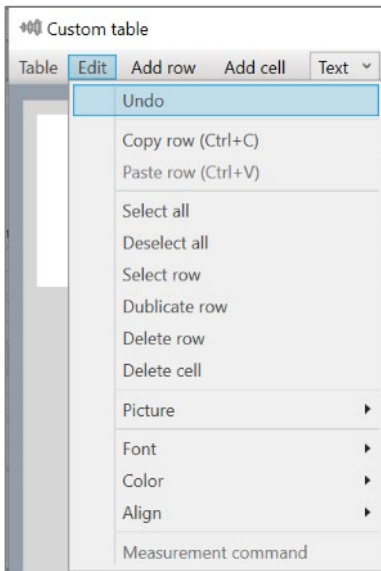 Custom table
Table Edit Add row Add cell Text
Undo
Copy row (Ctrl+C)
Paste row (Ctrl+V)
Select all
Deselect all
Select row
Dublicate row
Delete row
Delete cell
Picture
Font
Color
Align
Measurement command